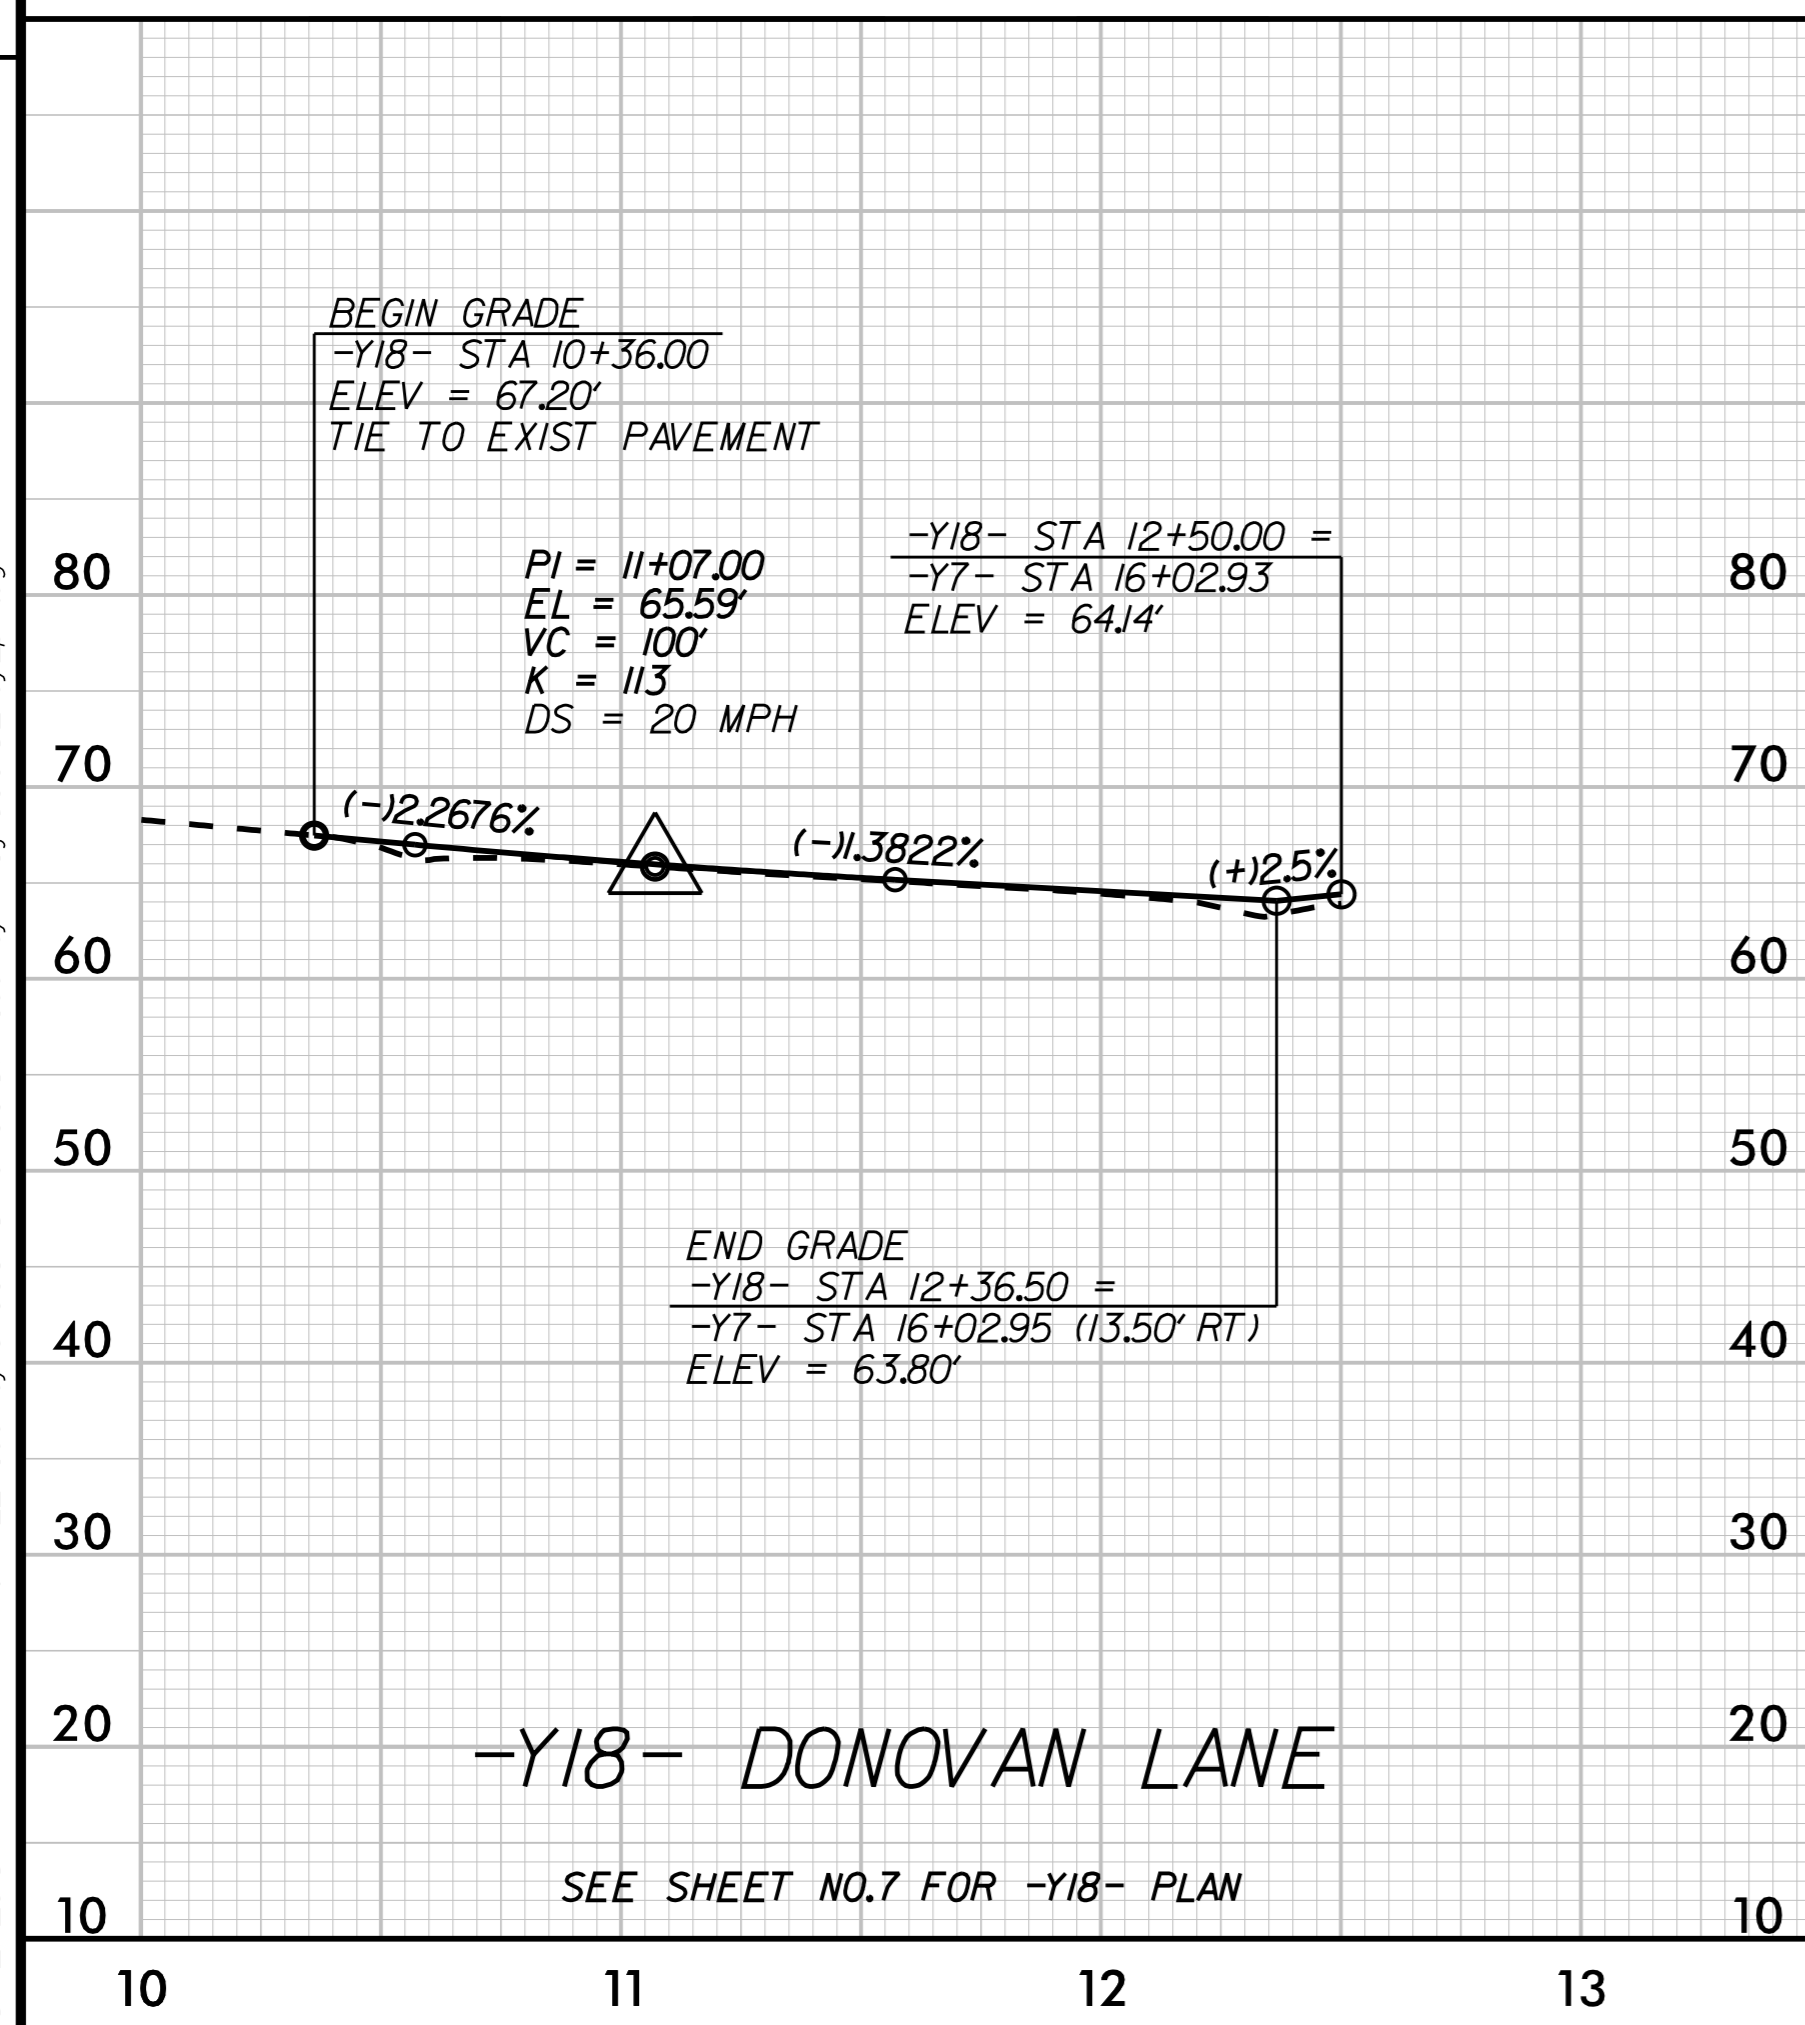 BEGIN GRADE
-Y18- STA 10+36.00
ELEV = 67.20'
TIE TO EXIST PAVEMENT
PI = 11+07.00
EL = 65.59'
VC = 100'
K = 113
DS = 20 MPH
-Y18- STA 12+50.00 =
-Y7- STA 16+02.93
ELEV = 64.14'
80 80
70 70
(-)2.2676%
(-)1.3822%
(+)2.5%
60 60
50 50
END GRADE
-Y18- STA 12+36.50 =
-Y7- STA 16+02.95 (13.50' RT)
ELEV = 63.80'
40 40
30 30
20 20
-Y18- DONOVAN LANE
SEE SHEET NO.7 FOR -Y18- PLAN
10 10
10 11 12 13